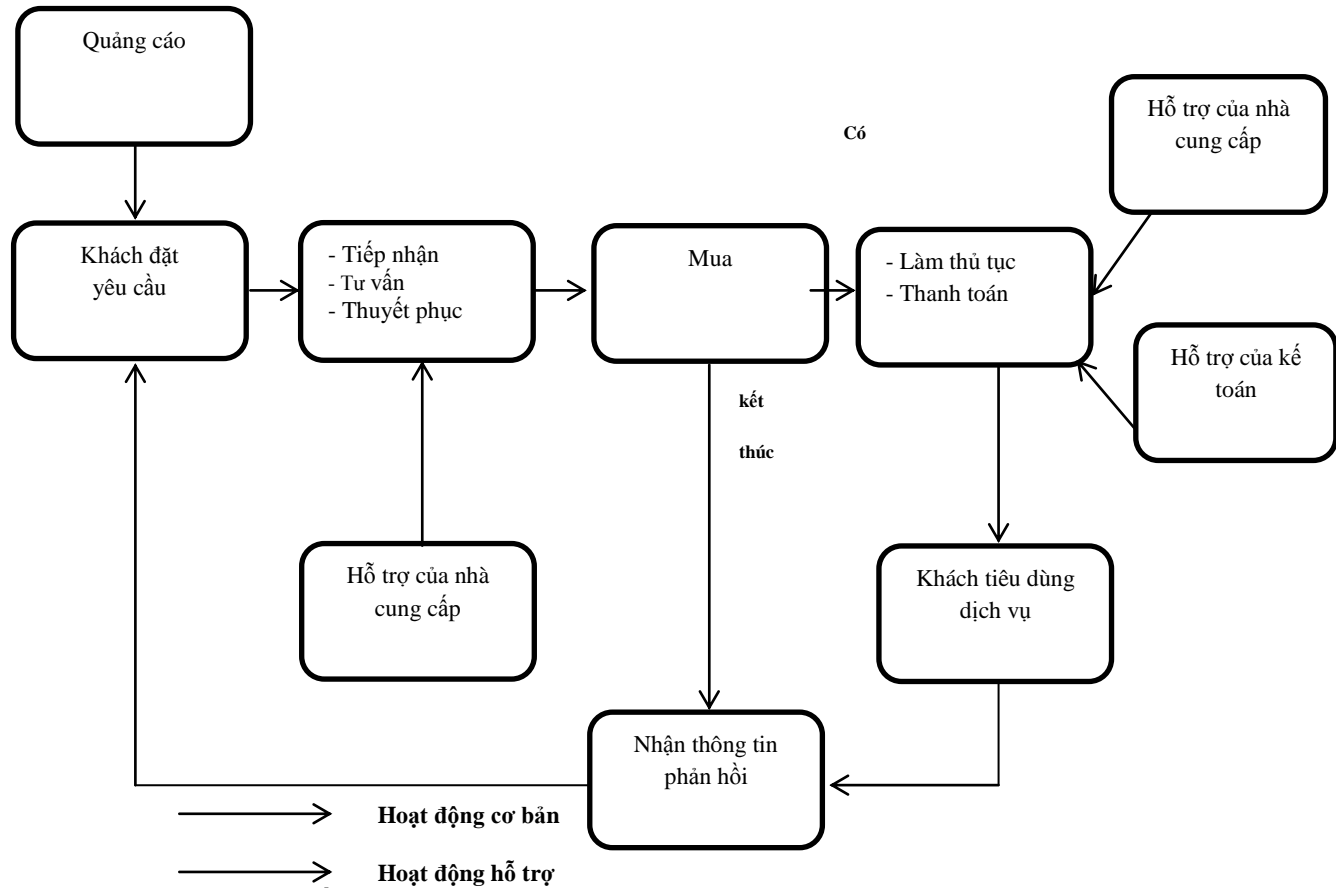 Quảng cáo
Hỗ trợ của nhà
cung cấp
Có
Khách đặt
yêu cầu
- Tiếp nhận
- Tư vấn
- Thuyết phục
Mua
- Làm thủ tục
- Thanh toán
Hỗ trợ của kế
toán
kết
thúc
Hỗ trợ của nhà
cung cấp
Khách tiêu dùng
dịch vụ
Nhận thông tin
phản hồi
Hoạt động cơ bản
Hoạt động hỗ trợ